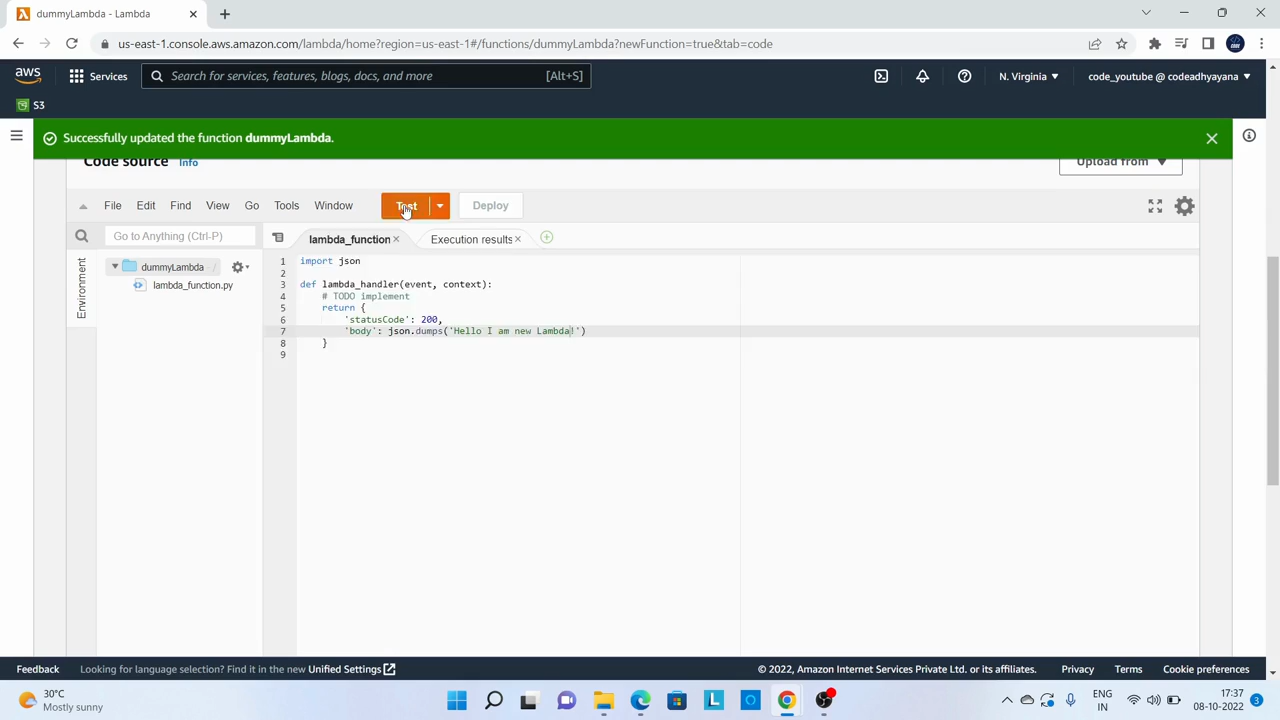 dummyLambda - Lambda
us-east-1.console.aws.amazon.com/lambda/home?region=us-east-1#/function/dummyLambda?newFunction=true&tab=code
aws Services Search for services, features, blogs, docs, and more [Alt+S] N. Virginia code_youtube @ codeadhyayana
S3
Successfully updated the function dummyLambda.
Code source Info Upload from
File Edit Find View Go Tools Window Test Deploy
Go to Anything (Ctrl-P) lambda_function Execution results
Environment
dummyLambda /
lambda_function.py
1 import json
2
3 def lambda_handler(event, context):
4 # TODO implement
5 return {
6 'statusCode': 200,
7 'body': json.dumps('Hello I am new Lambda!')
8 }
9
Feedback Looking for language selection? Find it in the new Unified Settings © 2022, Amazon Internet Services Private Ltd. or its affiliates. Privacy Terms Cookie preferences
30°C
Mostly sunny
ENG
IN
17:37
08-10-2022
3